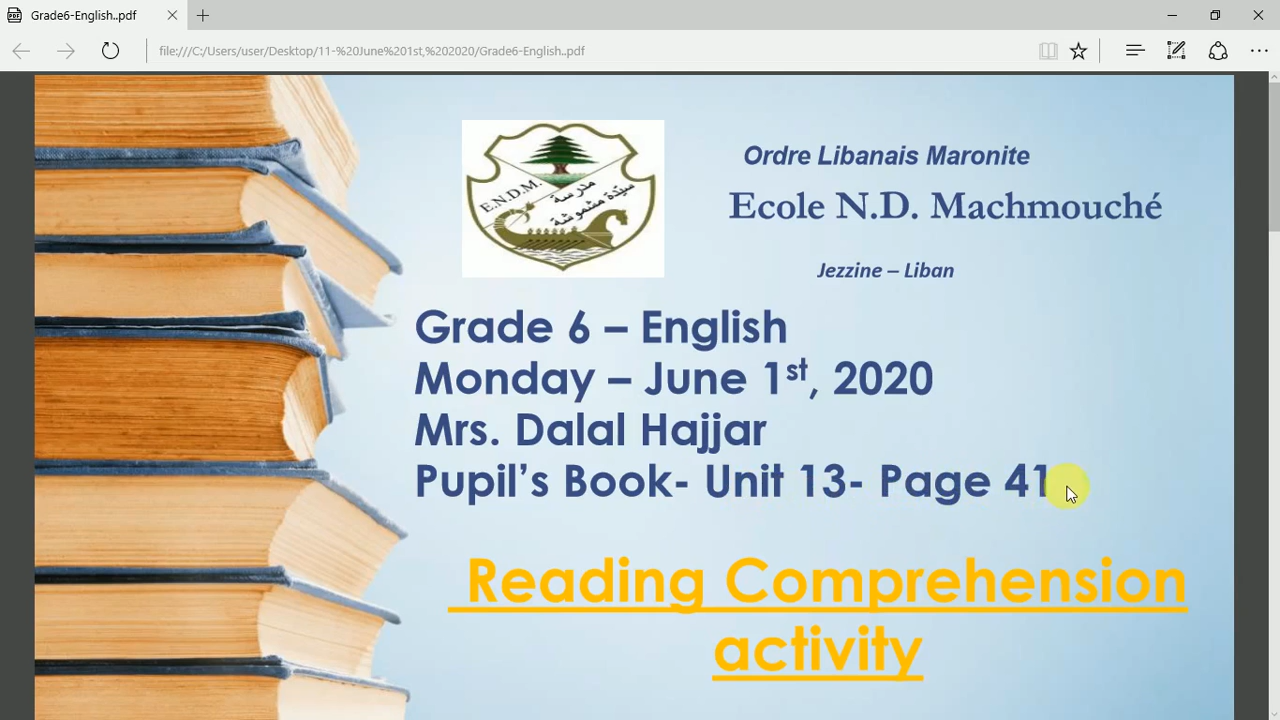 Grade6-English..pdf
file:///C:/Users/user/Desktop/11-%20June%201st,%202020/Grade6-English..pdf
E.N.D.M.
مدرسة
سيّدة مشموشة
Ordre Libanais Maronite
Ecole N.D. Machmouché
Jezzine – Liban
Grade 6 – English
Monday – June 1st, 2020
Mrs. Dalal Hajjar
Pupil’s Book- Unit 13- Page 41
Reading Comprehension
activity